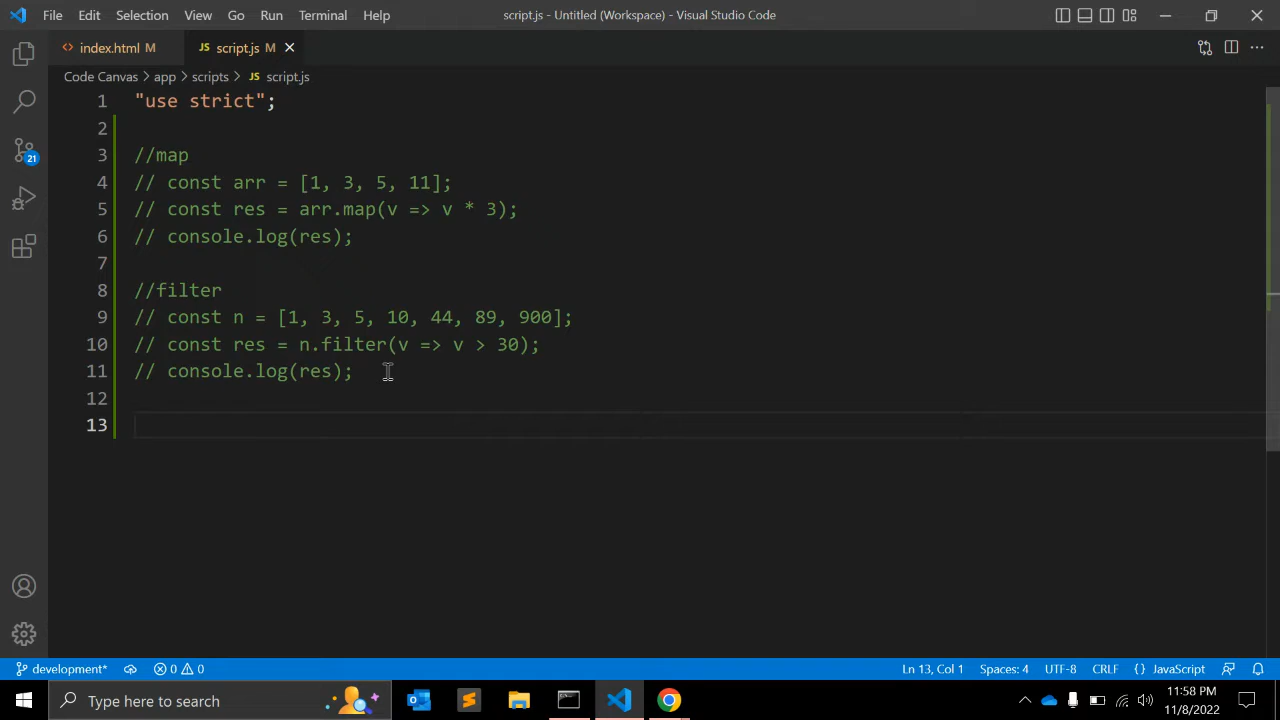 File Edit Selection View Go Run Terminal Help script.js - Untitled (Workspace) - Visual Studio Code
index.html M JS script.js M
Code Canvas > app > scripts > JS script.js
1 "use strict";
2
3 //map
4 // const arr = [1, 3, 5, 11];
5 // const res = arr.map(v => v * 3);
6 // console.log(res);
7
8 //filter
9 // const n = [1, 3, 5, 10, 44, 89, 900];
10 // const res = n.filter(v => v > 30);
11 // console.log(res);
12
13
21
development* 0 0 Ln 13, Col 1 Spaces: 4 UTF-8 CRLF {} JavaScript
Type here to search 11:58 PM
11/8/2022